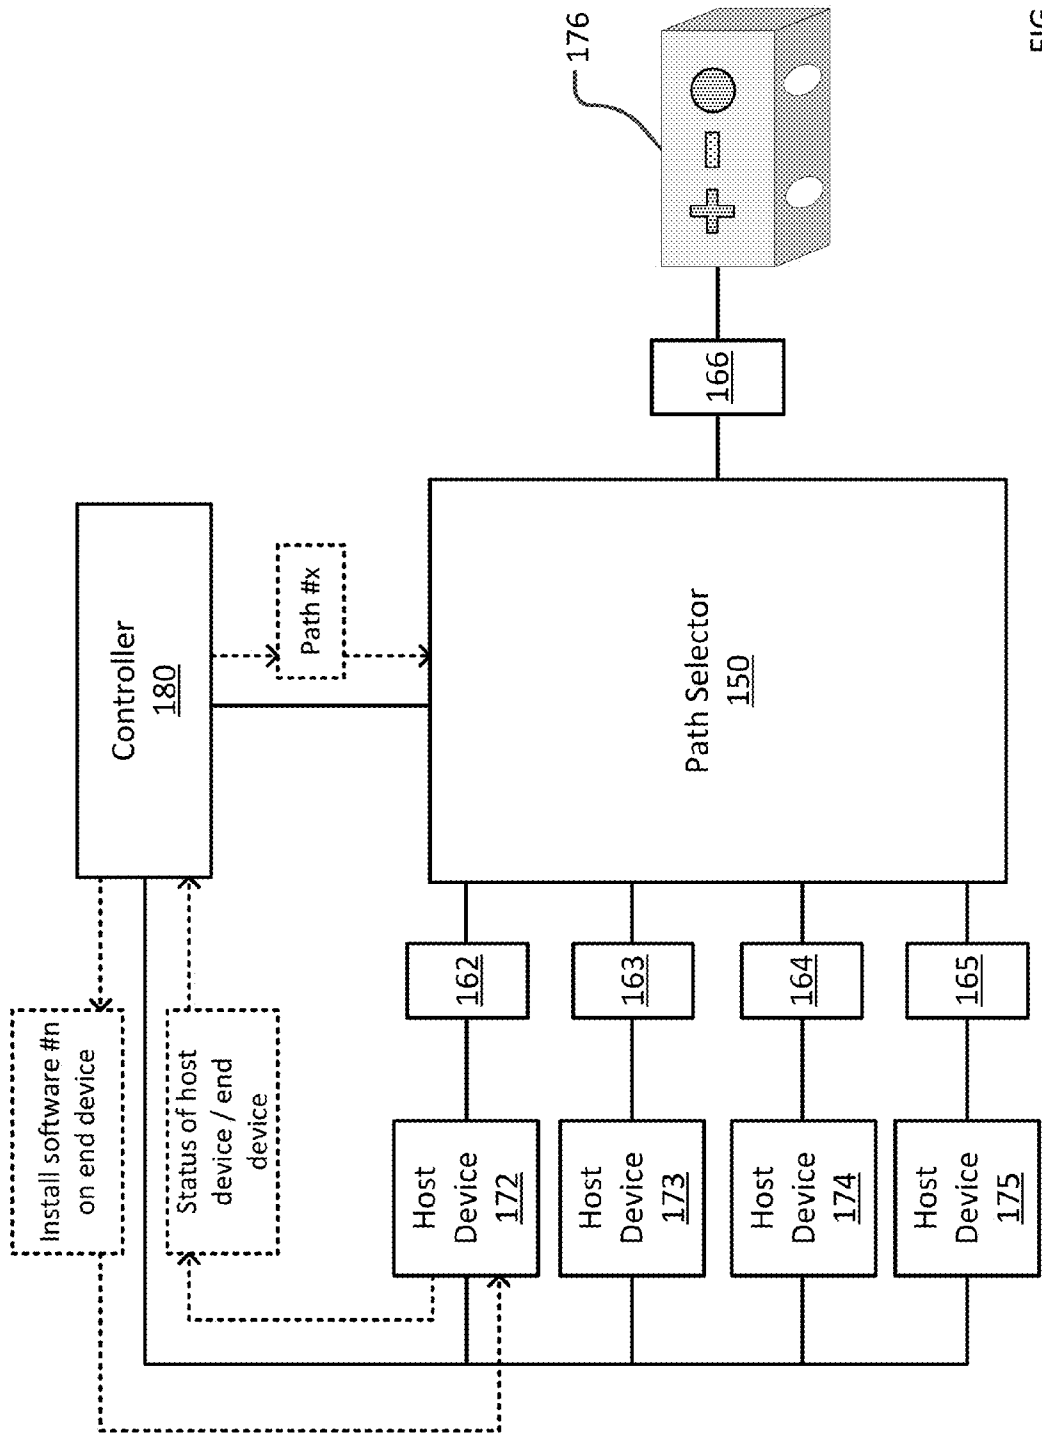 Install software #n
on end device
Status of host
device / end
device
Controller
180
Path #x
Host
Device
172
Host
Device
173
Host
Device
174
Host
Device
175
162
163
164
165
Path Selector
150
166
176
FIG